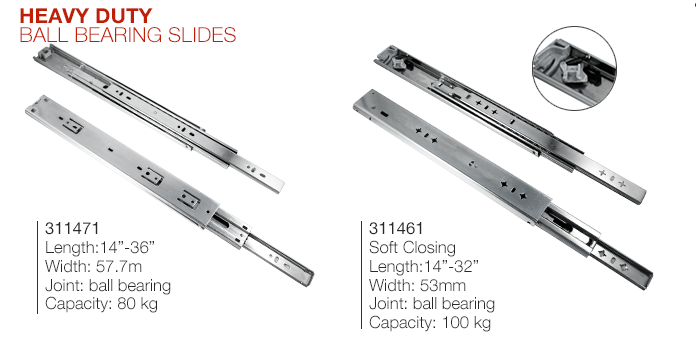 HEAVY DUTY
BALL BEARING SLIDES
311471
Length:14”-36”
Width: 57.7m
Joint: ball bearing
Capacity: 80 kg
311461
Soft Closing
Length:14”-32”
Width: 53mm
Joint: ball bearing
Capacity: 100 kg